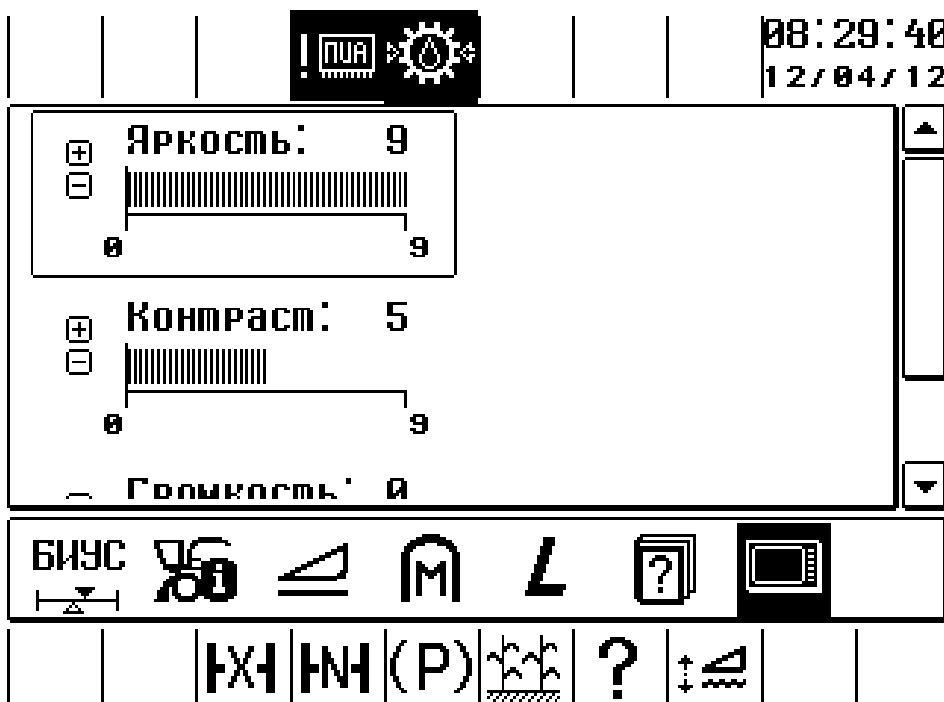 ! ПИА
08:29:40
12/04/12
Яркость: 9
0 9
Контраст: 5
0 9
Громкость: 0
БИУС
i
M
L
?
X
N
(P)
?